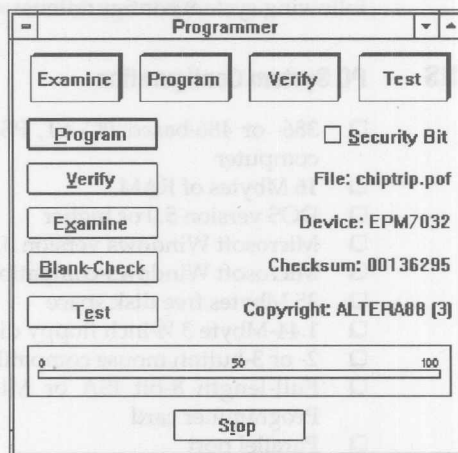 Programmer
Examine Program Verify Test
Program
Security Bit
Verify
File: chiptrip.pof
Examine
Device: EPM7032
Blank-Check
Checksum: 00136295
Test
Copyright: ALTERA88 (3)
0 50 100
Stop